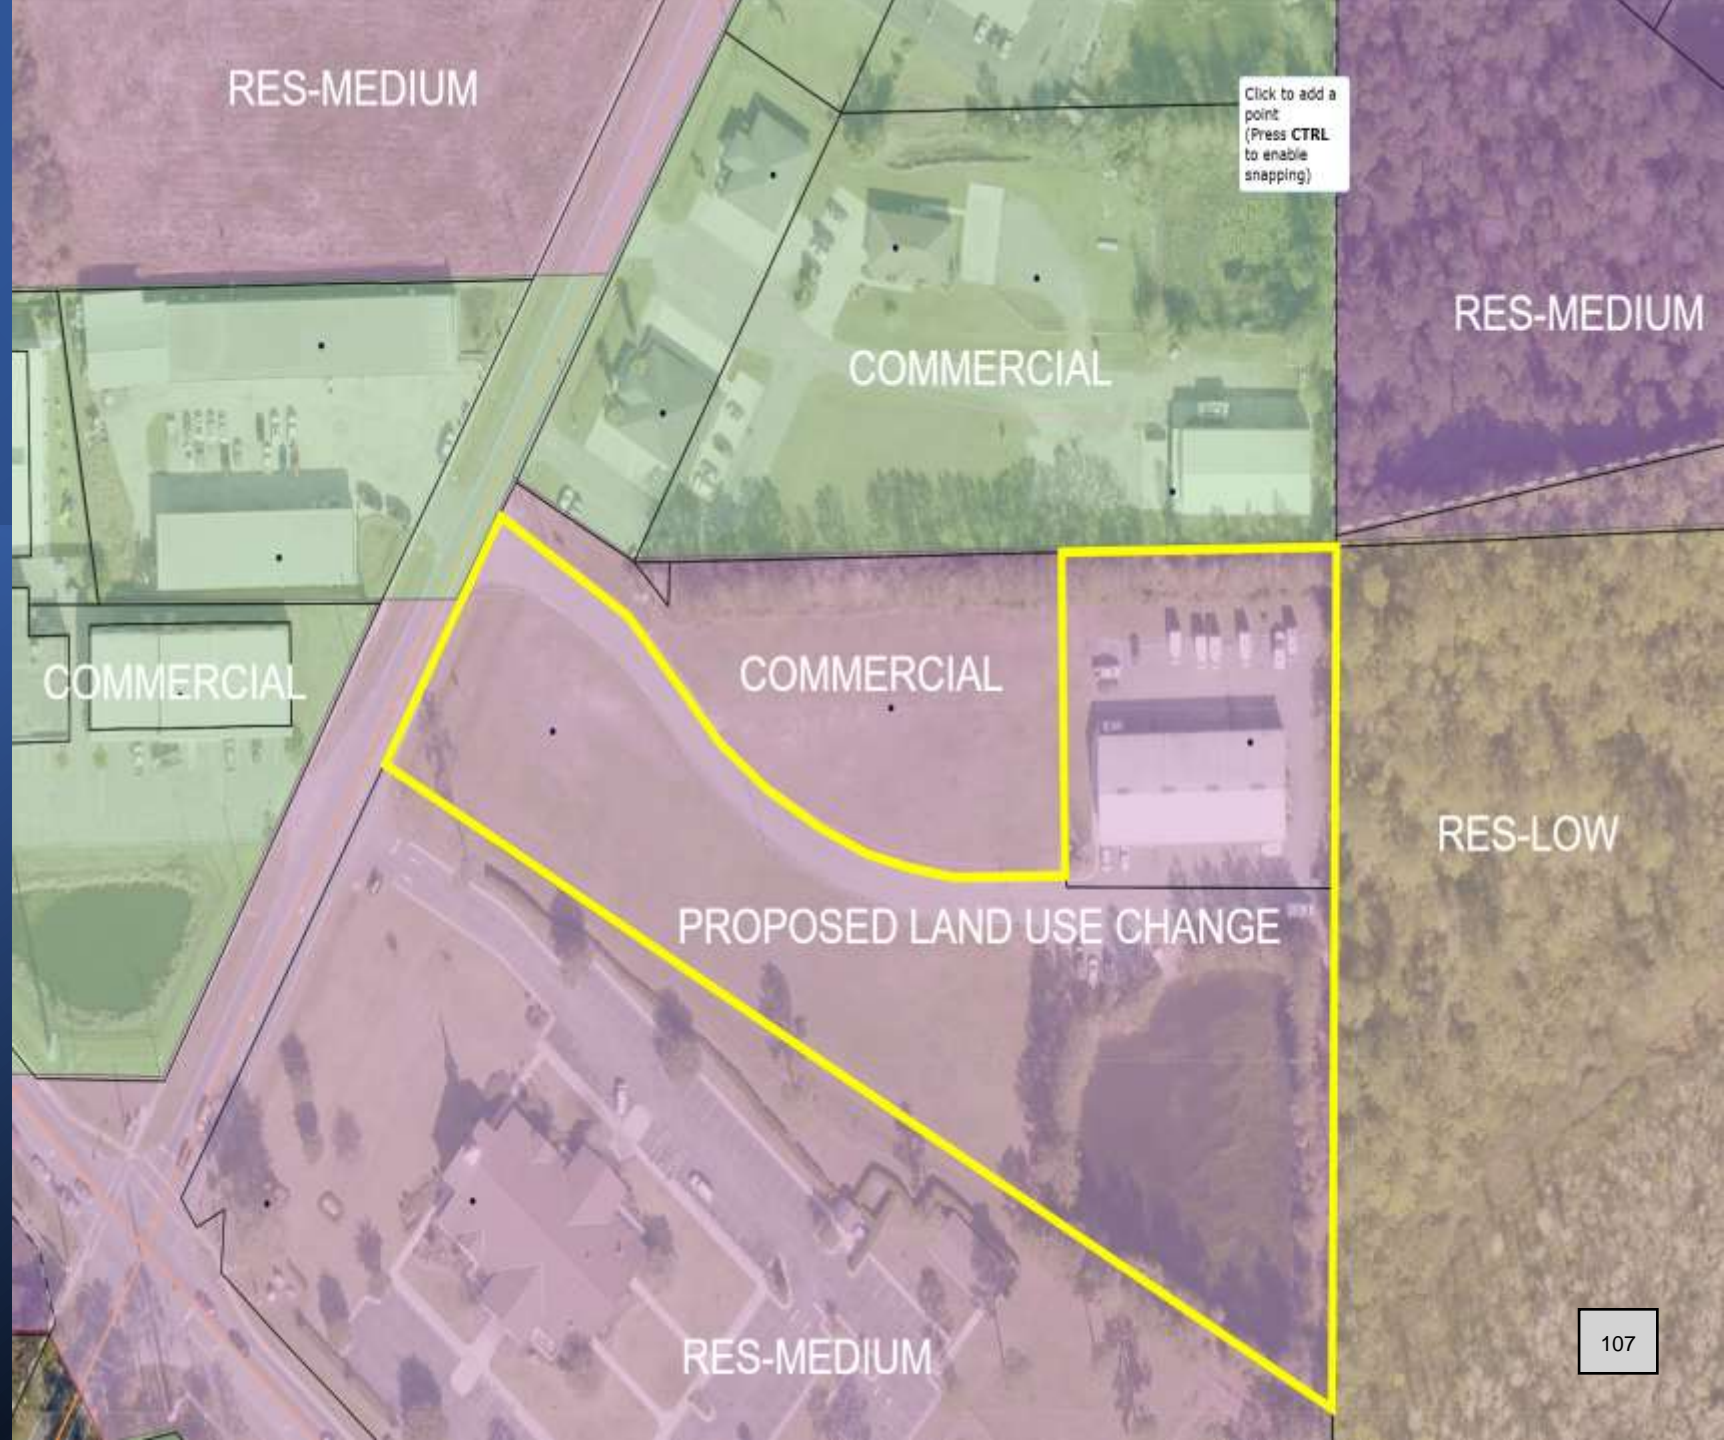 RES-MEDIUM
Click to add a
point
(Press CTRL
to enable
snapping)
RES-MEDIUM
COMMERCIAL
COMMERCIAL
COMMERCIAL
RES-LOW
PROPOSED LAND USE CHANGE
RES-MEDIUM
107